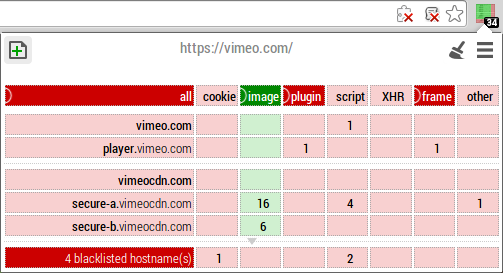 34
https://vimeo.com/
all cookie image plugin script XHR frame other
vimeo.com 1
player.vimeo.com 1 1
vimeocdn.com
secure-a.vimeocdn.com 16 4 1
secure-b.vimeocdn.com 6
4 blacklisted hostname(s) 1 2